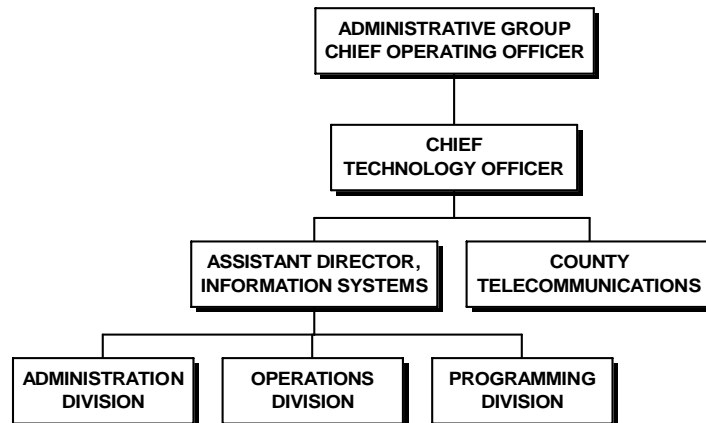 ADMINISTRATIVE GROUP
CHIEF OPERATING OFFICER
CHIEF
TECHNOLOGY OFFICER
ASSISTANT DIRECTOR,
INFORMATION SYSTEMS
COUNTY
TELECOMMUNICATIONS
ADMINISTRATION
DIVISION
OPERATIONS
DIVISION
PROGRAMMING
DIVISION